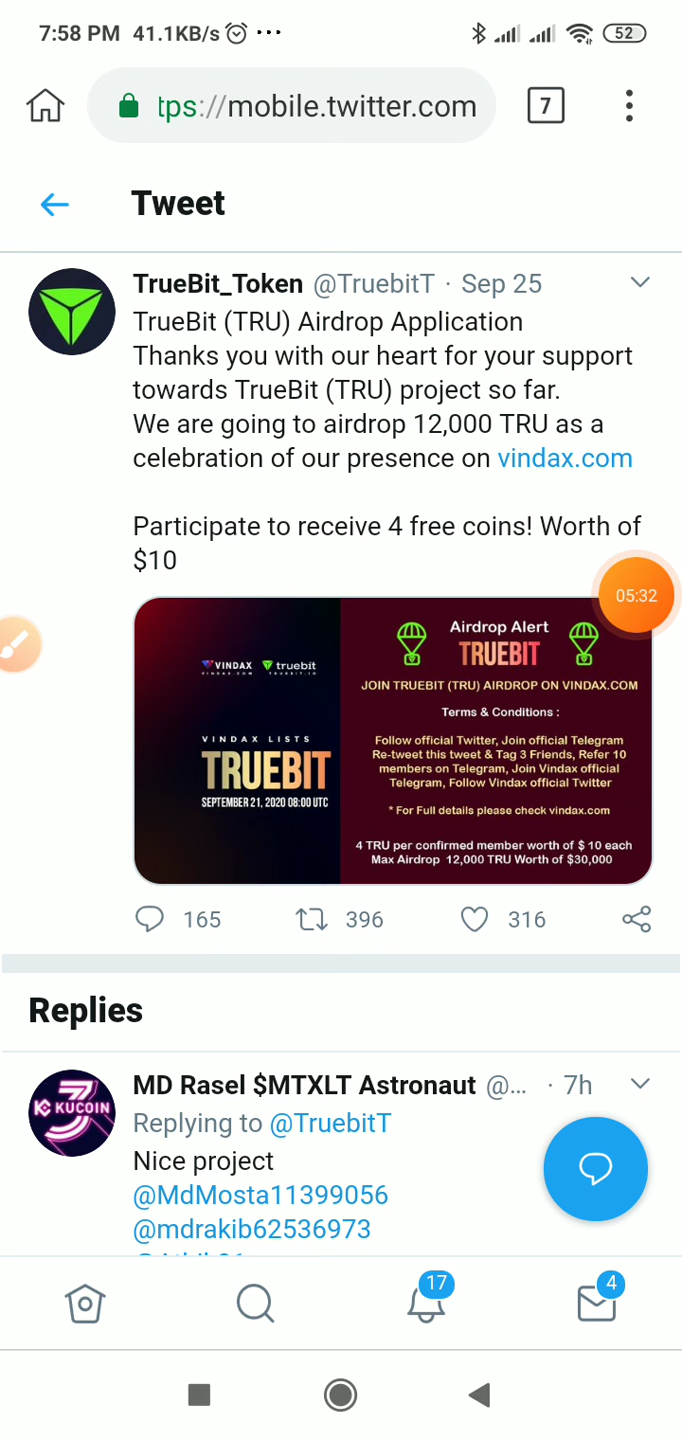 7:58 PM 41.1KB/s ...
52
tps://mobile.twitter.com
7
Tweet
TrueBit_Token @TruebitT · Sep 25
TrueBit (TRU) Airdrop Application
Thanks you with our heart for your support
towards TrueBit (TRU) project so far.
We are going to airdrop 12,000 TRU as a
celebration of our presence on vindax.com
Participate to receive 4 free coins! Worth of
$10
05:32
VINDAX truebit
VINDAX.COM TRUEBIT.IO
VINDAX LISTS
TRUEBIT
SEPTEMBER 21, 2020 08:00 UTC
Airdrop Alert
TRUEBIT
JOIN TRUEBIT (TRU) AIRDROP ON VINDAX.COM
Terms & Conditions :
Follow official Twitter, Join official Telegram
Re-tweet this tweet & Tag 3 Friends, Refer 10
members on Telegram, Join Vindax official
Telegram, Follow Vindax official Twitter
* For Full details please check vindax.com
4 TRU per confirmed member worth of $ 10 each
Max Airdrop 12,000 TRU Worth of $30,000
165 396 316
Replies
KUCOIN
MD Rasel $MTXLT Astronaut @... · 7h
Replying to @TruebitT
Nice project
@MdMosta11399056
@mdrakib62536973
17
4